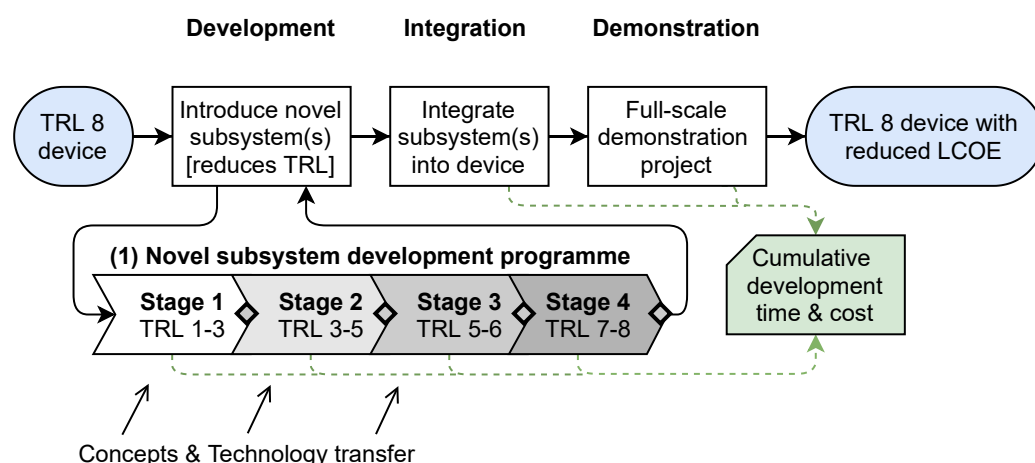 Development
Integration
Demonstration
TRL 8
device
Introduce novel
subsystem(s)
[reduces TRL]
Integrate
subsystem(s)
into device
Full-scale
demonstration
project
TRL 8 device with
reduced LCOE
(1) Novel subsystem development programme
Stage 1
TRL 1-3
Stage 2
TRL 3-5
Stage 3
TRL 5-6
Stage 4
TRL 7-8
Cumulative
development
time & cost
Concepts & Technology transfer